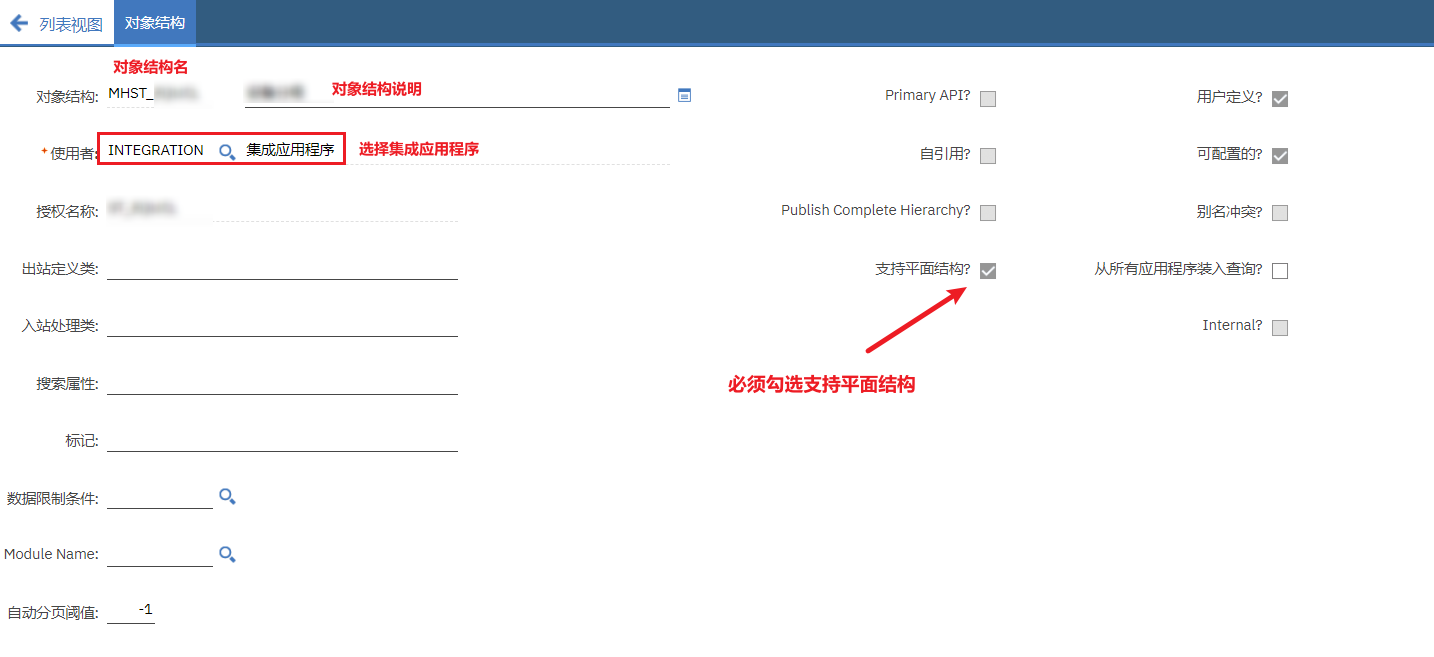 列表视图 对象结构
对象结构名
对象结构: MHST_ 对象结构说明 Primary API? 用户定义?
*使用者: INTEGRATION 集成应用程序 选择集成应用程序 自引用? 可配置的?
授权名称: Publish Complete Hierarchy? 别名冲突?
出站定义类: 支持平面结构? 从所有应用程序装入查询?
入站处理类: Internal?
搜索属性: 必须勾选支持平面结构
标记:
数据限制条件:
Module Name:
自动分页阈值: -1